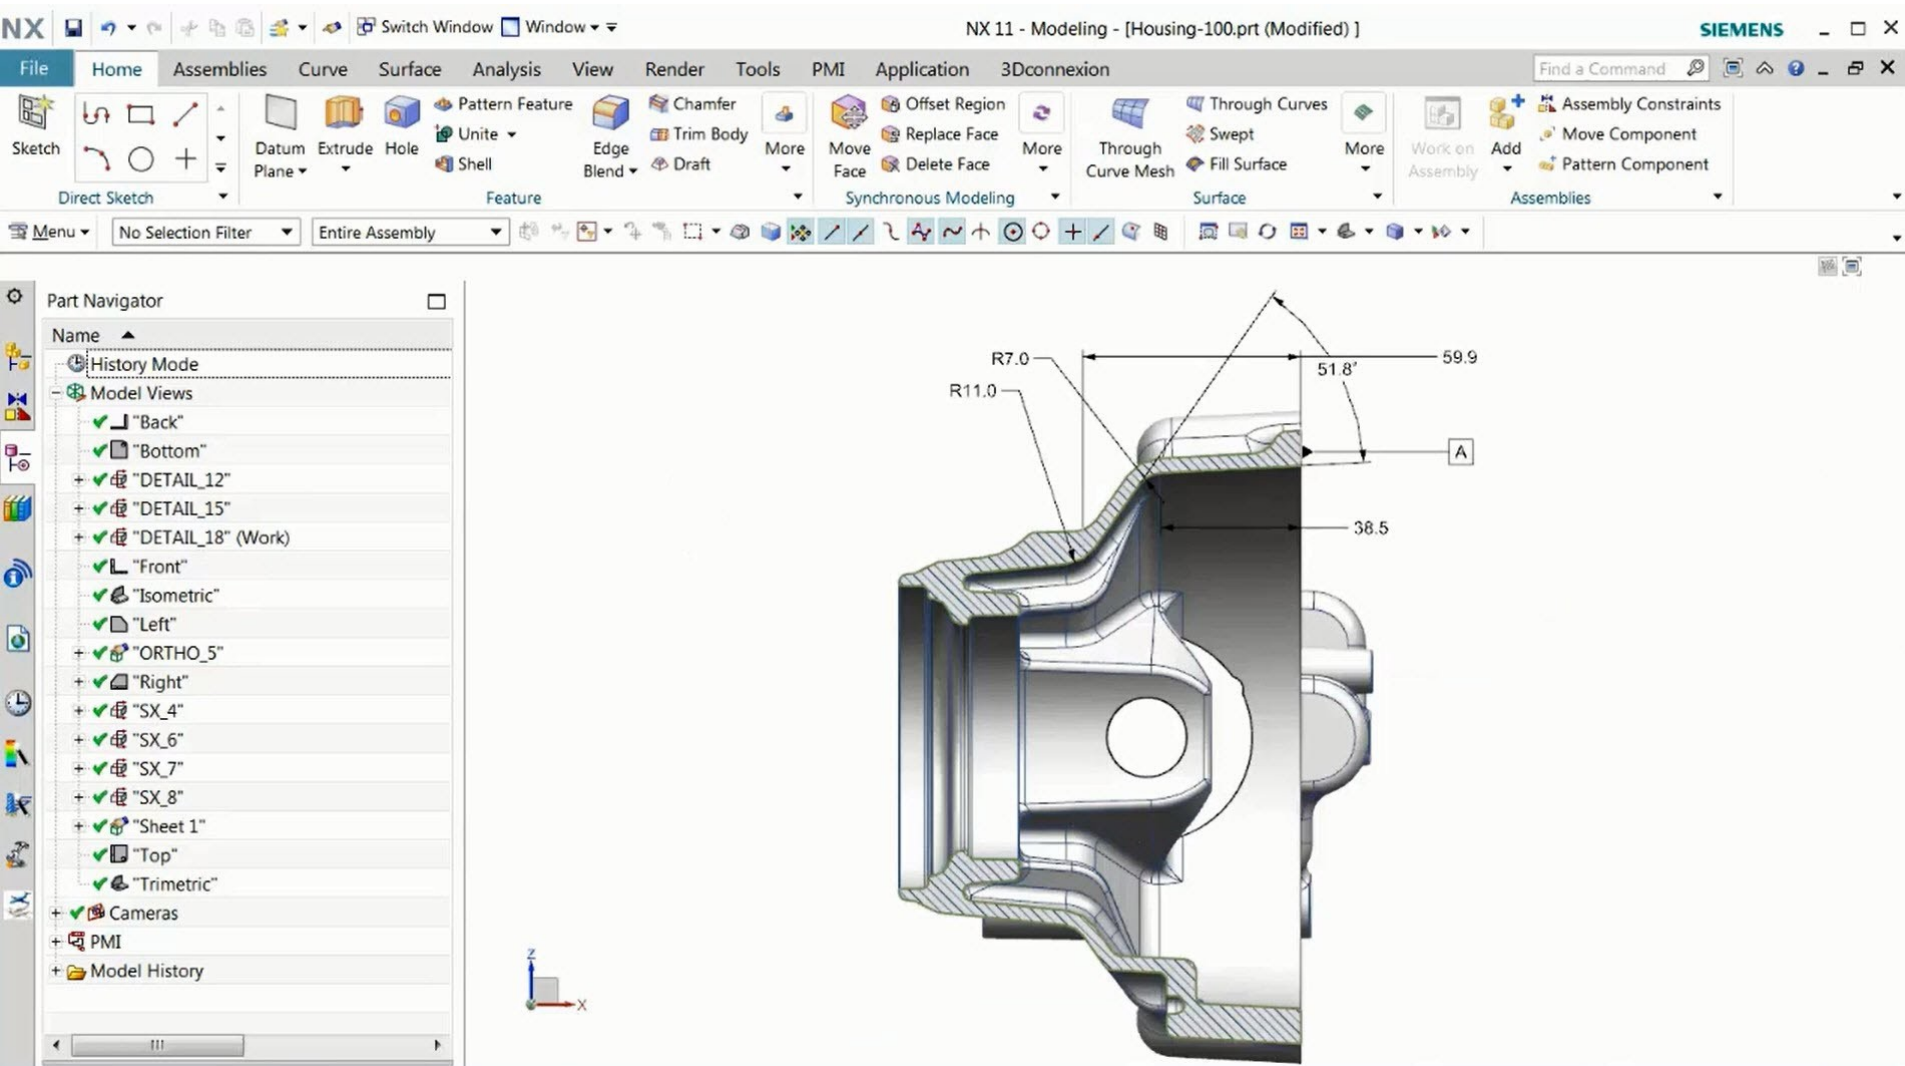 NX Switch Window Window NX 11 - Modeling - [Housing-100.prt (Modified) ] SIEMENS
File Home Assemblies Curve Surface Analysis View Render Tools PMI Application 3Dconnexion Find a Command
Pattern Feature Chamfer Offset Region Through Curves Assembly Constraints
Unite Trim Body Replace Face Swept Move Component
Sketch Datum Plane Extrude Hole Edge Blend More Move Face More Through Curve Mesh More Work on Assembly Add
Shell Draft Delete Face Fill Surface Pattern Component
Direct Sketch Feature Synchronous Modeling Surface Assemblies
Menu No Selection Filter Entire Assembly
Part Navigator
Name
History Mode
Model Views
"Back"
"Bottom"
"DETAIL_12"
"DETAIL_15"
"DETAIL_18" (Work)
"Front"
"Isometric"
"Left"
"ORTHO_5"
"Right"
"SX_4"
"SX_6"
"SX_7"
"SX_8"
"Sheet 1"
"Top"
"Trimetric"
Cameras
PMI
Model History
R7.0
59.9
51.8°
R11.0
A
38.5
Z
X